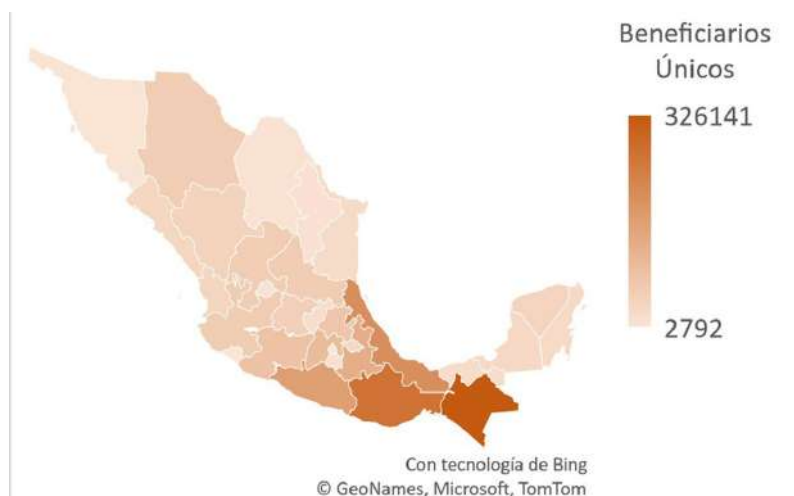 Beneficiarios
Únicos
326141
2792
Con tecnología de Bing
© GeoNames, Microsoft, TomTom